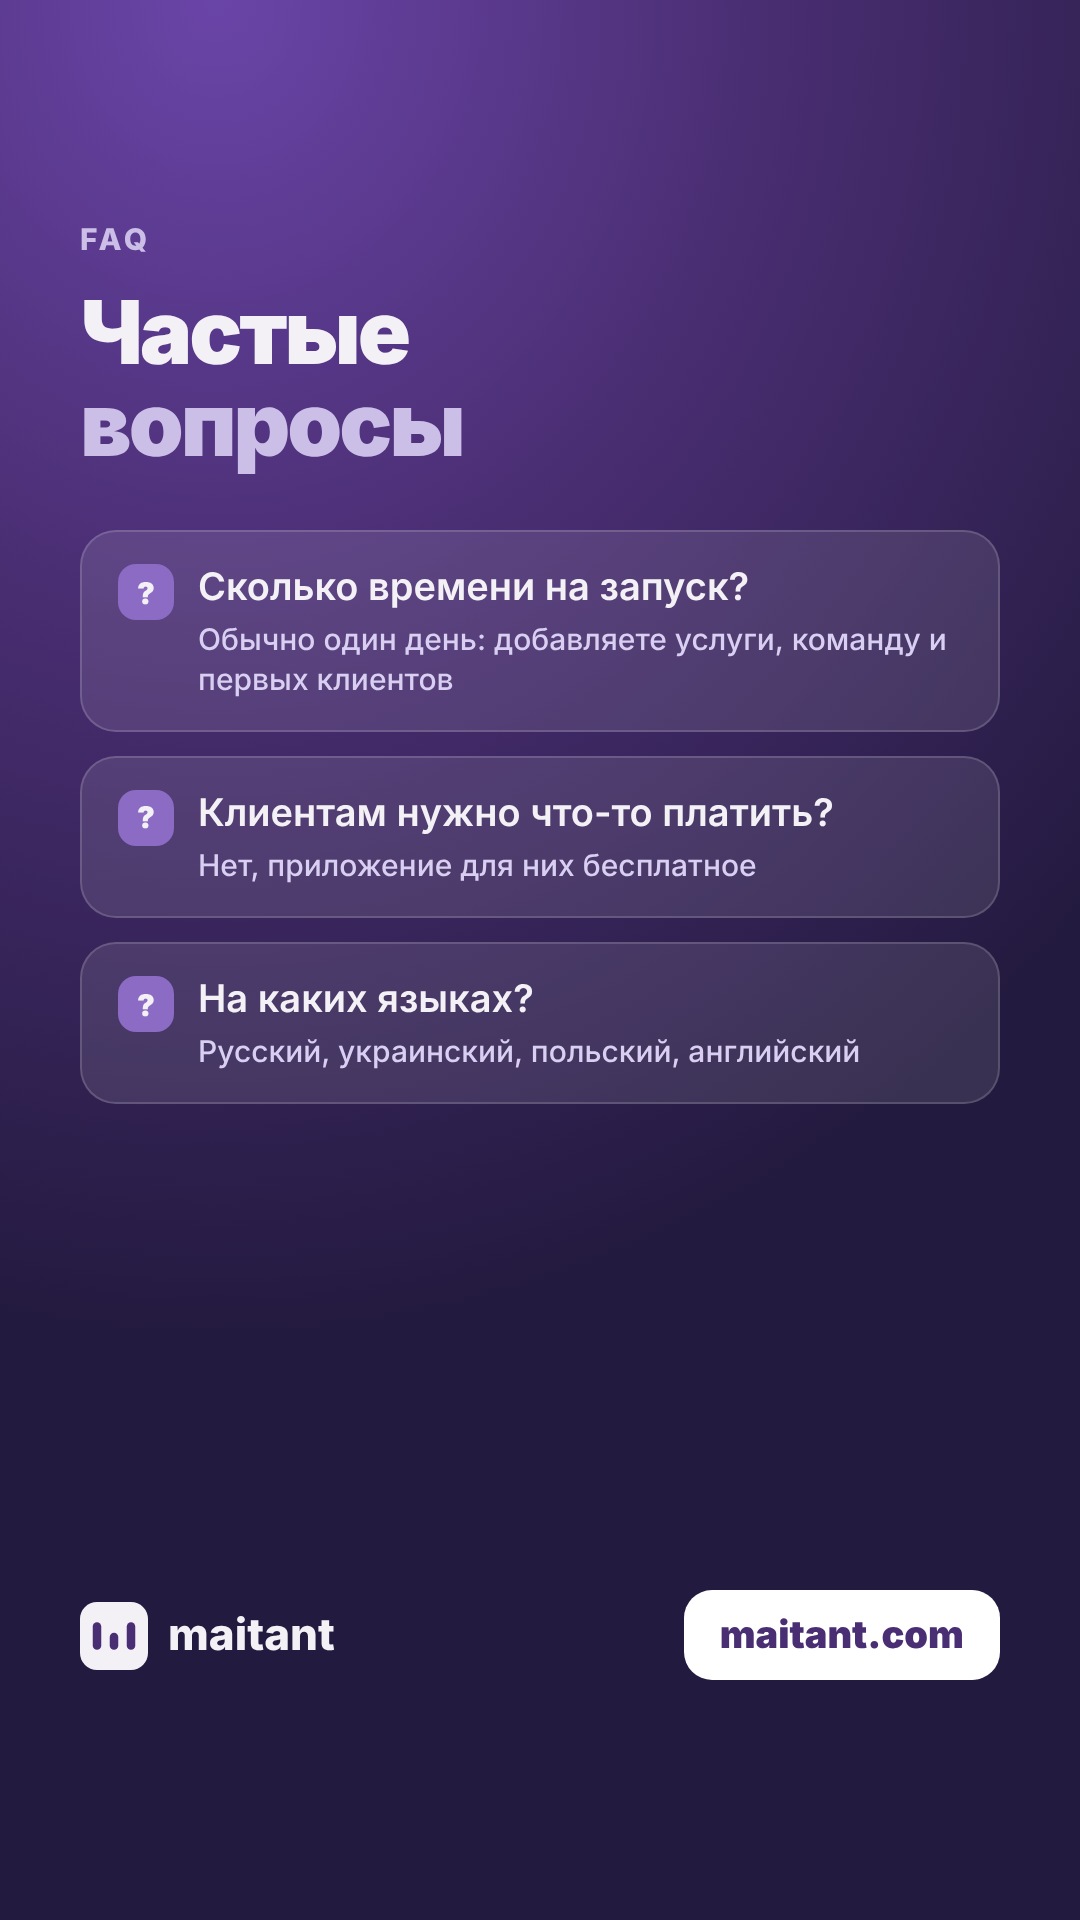 FAQ
Частые
вопросы
?
Сколько времени на запуск?
Обычно один день: добавляете услуги, команду и
первых клиентов
?
Клиентам нужно что-то платить?
Нет, приложение для них бесплатное
?
На каких языках?
Русский, украинский, польский, английский
maitant
maitant.com